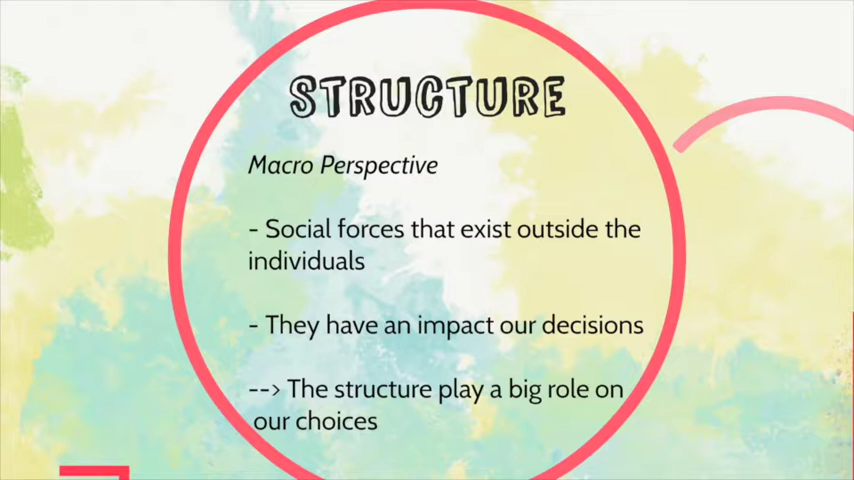 STRUCTURE
Macro Perspective
- Social forces that exist outside the
individuals
- They have an impact our decisions
--> The structure play a big role on
our choices